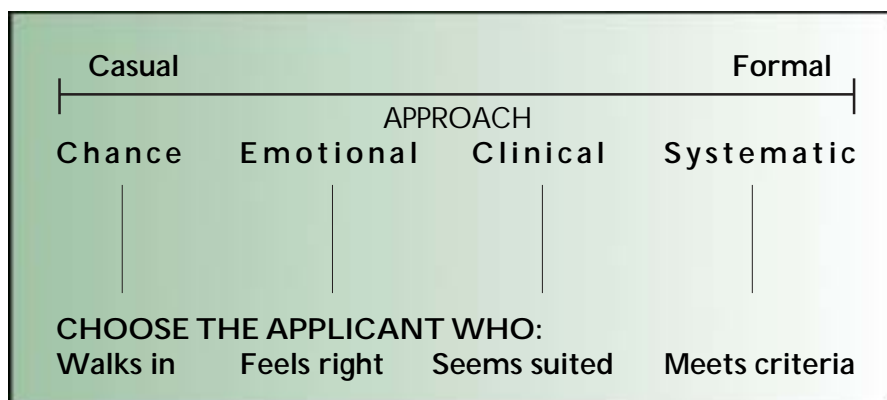 Casual Formal
APPROACH
Chance Emotional Clinical Systematic
CHOOSE THE APPLICANT WHO:
Walks in Feels right Seems suited Meets criteria